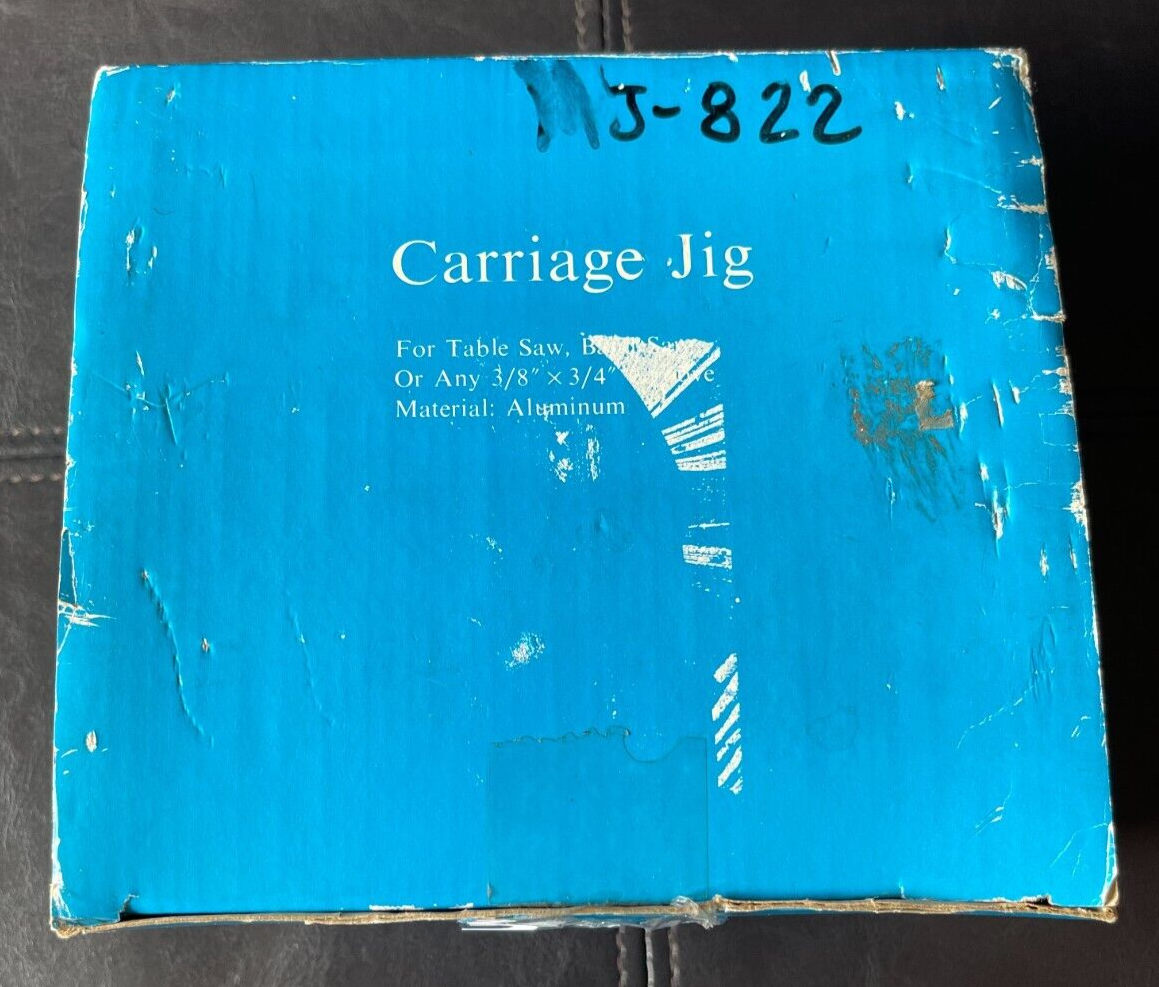 J-822
Carriage Jig
For Table Saw,
Or Any 3/8″ × 3/4″
Material: Aluminum